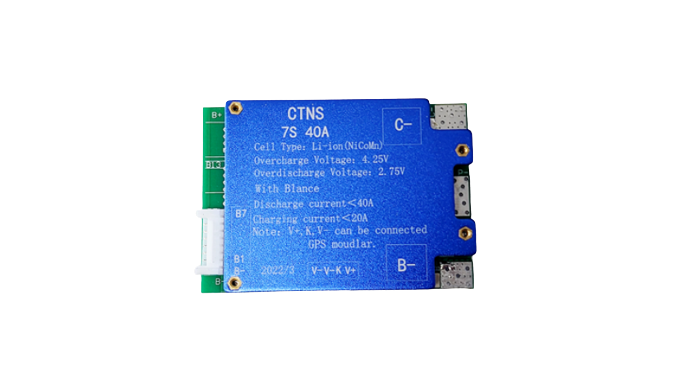 B+
CTNS
7S 40A
C-
Cell Type: Li-ion(NiCoMn)
Overcharge Voltage: 4.25V
B13
Overdischarge Voltage: 2.75V
With Blance
Discharge current<40A
B7
Charging current<20A
Note: V+,K,V- can be connected
GPS moudlar.
B1
B-
2022/3
V-V-K V+
B-
B-